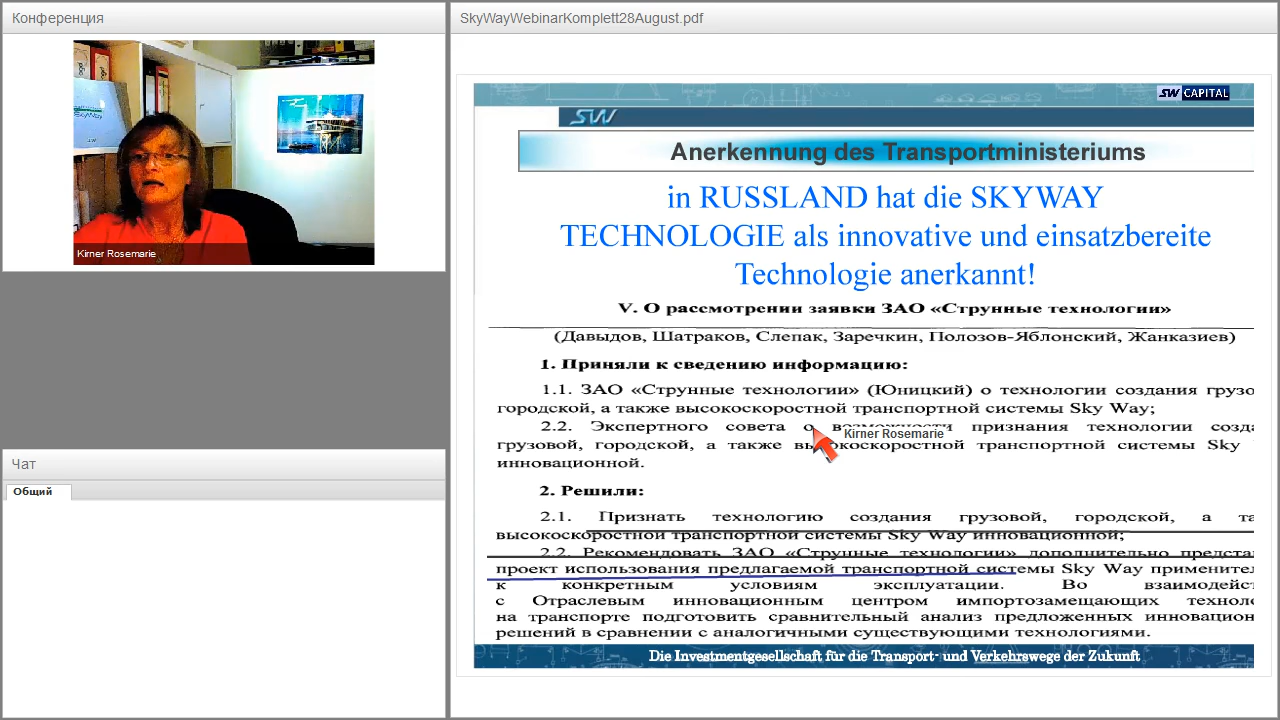 Конференция
SkyWayWebinarKomplett28August.pdf
SkyWay
Kirner Rosemarie
Чат
Общий
SW CAPITAL
SW
Anerkennung des Transportministeriums
in RUSSLAND hat die SKYWAY
TECHNOLOGIE als innovative und einsatzbereite
Technologie anerkannt!
V. О рассмотрении заявки ЗАО «Струнные технологии»
(Давыдов, Шатраков, Слепак, Заречкин, Полозов-Яблонский, Жанказиев)
1. Приняли к сведению информацию:
1.1. ЗАО «Струнные технологии» (Юницкий) о технологии создания грузо
городской, а также высокоскоростной транспортной системы Sky Way;
2.2. Экспертного совета о возможности признания технологии созда
Kirner Rosemarie
грузовой, городской, а также высокоскоростной транспортной системы Sky
инновационной.
2. Решили:
2.1. Признать технологию создания грузовой, городской, а та
высокоскоростной транспортной системы Sky Way инновационной;
2.2. Рекомендовать ЗАО «Струнные технологии» дополнительно предста
проект использования предлагаемой транспортной системы Sky Way применител
к конкретным условиям эксплуатации. Во взаимодейст
с Отраслевым инновационным центром импортозамещающих техноло
на транспорте подготовить сравнительный анализ предложенных инновацион
решений в сравнении с аналогичными существующими технологиями.
Die Investmentgesellschaft für die Transport- und Verkehrswege der Zukunft